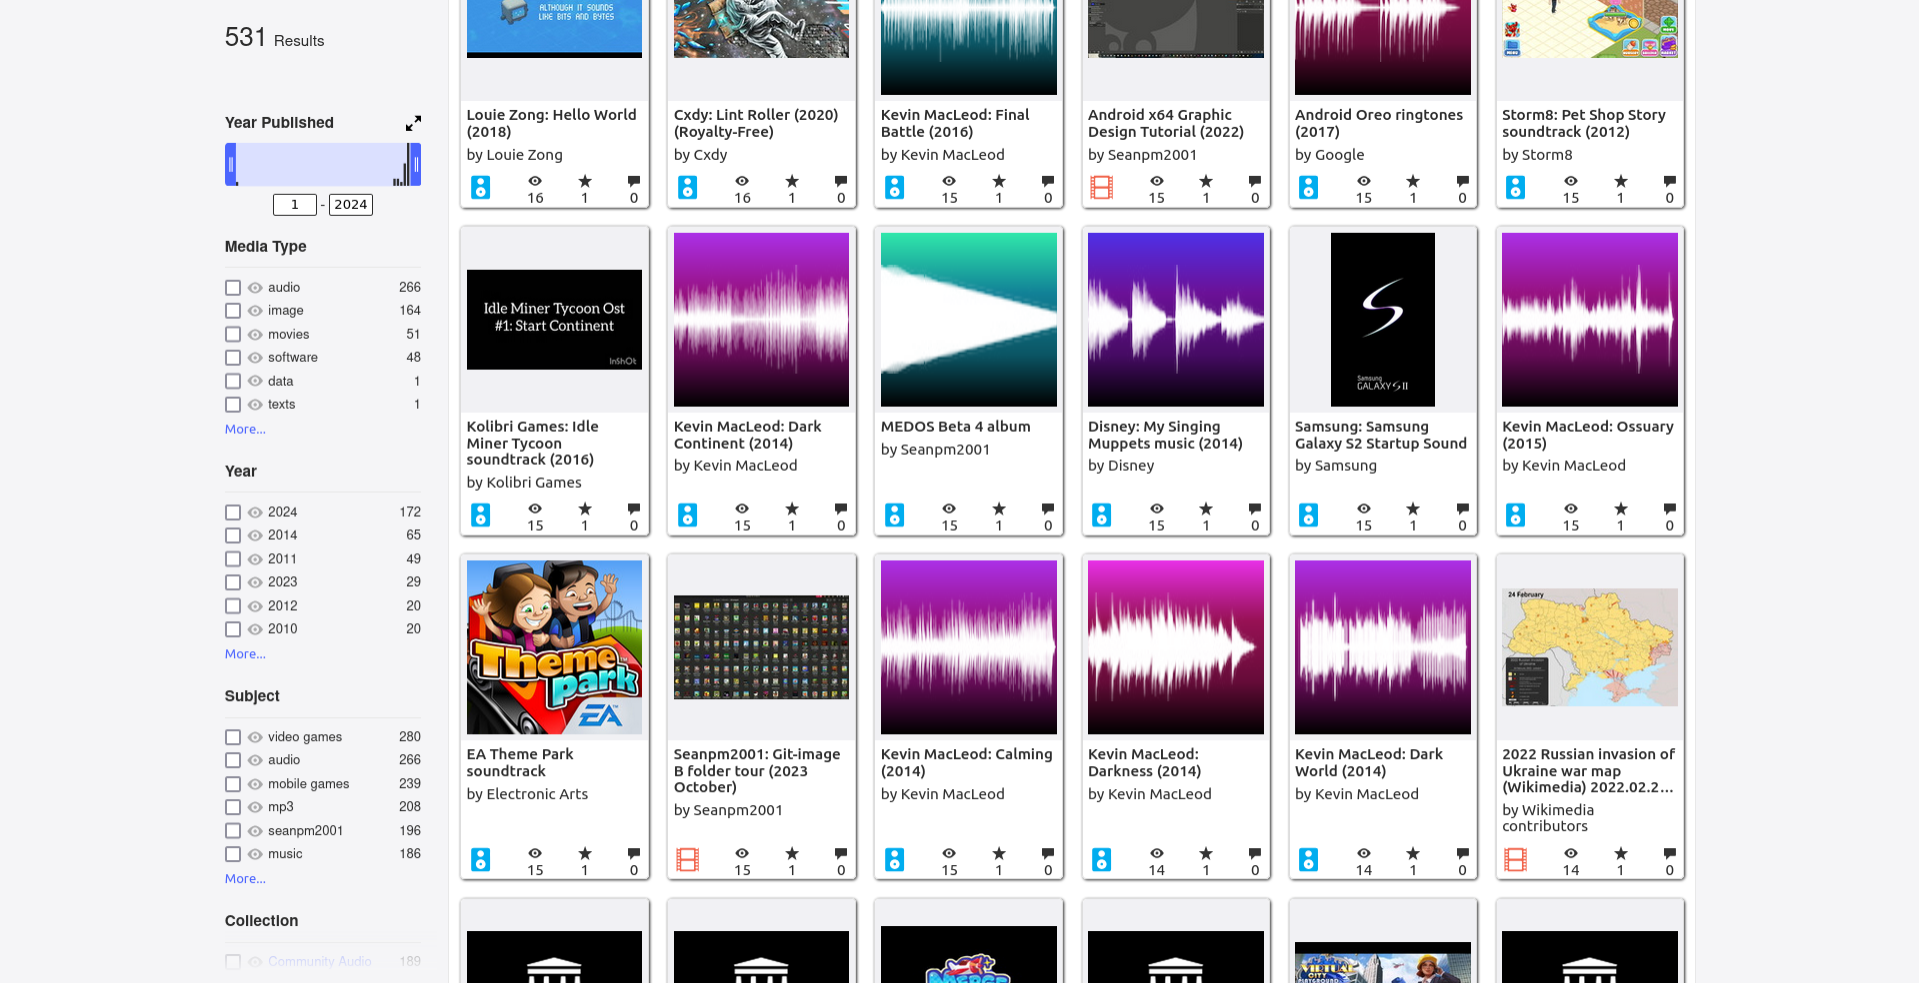 531 Results
Year Published
1 - 2024
Media Type
audio 266
image 164
movies 51
software 48
data 1
texts 1
More...
Year
2024 172
2014 65
2011 49
2023 29
2012 20
2010 20
More...
Subject
video games 280
audio 266
mobile games 239
mp3 208
seanpm2001 196
music 186
More...
Collection
Community Audio 189
ALTHOUGH IT SOUNDS
LIKE BITS AND BYTES
Louie Zong: Hello World
(2018)
by Louie Zong
16 1 0
Cxdy: Lint Roller (2020)
(Royalty-Free)
by Cxdy
16 1 0
Kevin MacLeod: Final
Battle (2016)
by Kevin MacLeod
15 1 0
Android x64 Graphic
Design Tutorial (2022)
by Seanpm2001
15 1 0
Android Oreo ringtones
(2017)
by Google
15 1 0
Storm8: Pet Shop Story
soundtrack (2012)
by Storm8
15 1 0
Idle Miner Tycoon Ost
#1: Start Continent
InShOt
Kolibri Games: Idle
Miner Tycoon
soundtrack (2016)
by Kolibri Games
15 1 0
Kevin MacLeod: Dark
Continent (2014)
by Kevin MacLeod
15 1 0
MEDOS Beta 4 album
by Seanpm2001
15 1 0
Disney: My Singing
Muppets music (2014)
by Disney
15 1 0
Samsung
GALAXY S II
Samsung: Samsung
Galaxy S2 Startup Sound
by Samsung
15 1 0
Kevin MacLeod: Ossuary
(2015)
by Kevin MacLeod
15 1 0
Theme
park
EA™
EA Theme Park
soundtrack
by Electronic Arts
15 1 0
Seanpm2001: Git-image
B folder tour (2023
October)
by Seanpm2001
15 1 0
Kevin MacLeod: Calming
(2014)
by Kevin MacLeod
15 1 0
Kevin MacLeod:
Darkness (2014)
by Kevin MacLeod
14 1 0
Kevin MacLeod: Dark
World (2014)
by Kevin MacLeod
14 1 0
24 February
2022 Russian invasion of
Ukraine war map
(Wikimedia) 2022.02.2...
by Wikimedia
contributors
14 1 0
MERGE
VIRTUAL
CITY
PLAYGROUND